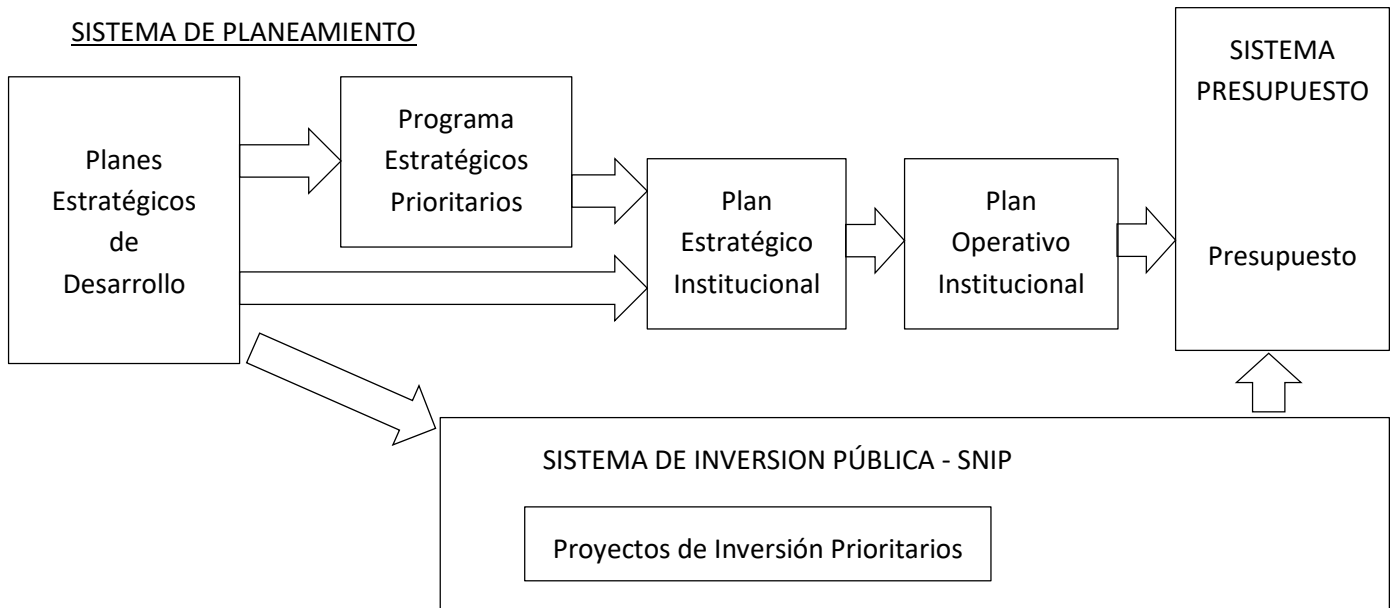 SISTEMA DE PLANEAMIENTO
Planes
Estratégicos
de
Desarrollo
Programa
Estratégicos
Prioritarios
Plan
Estratégico
Institucional
Plan
Operativo
Institucional
SISTEMA
PRESUPUESTO
Presupuesto
SISTEMA DE INVERSION PÚBLICA - SNIP
Proyectos de Inversión Prioritarios